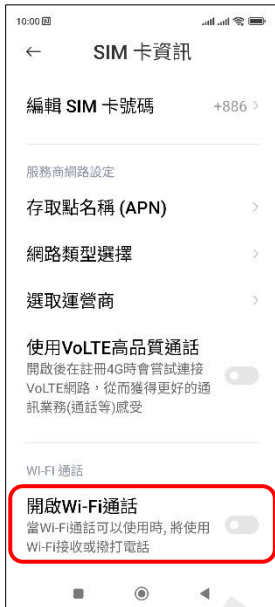 10:00
SIM 卡資訊
編輯 SIM 卡號碼 +886
服務商網路設定
存取點名稱 (APN)
網路類型選擇
選取運營商
使用VoLTE高品質通話
開啟後在註冊4G時會嘗試連接
VoLTE網路，從而獲得更好的通
訊業務(通話等)感受
WI-FI 通話
開啟Wi-Fi通話
當Wi-Fi通話可以使用時, 將使用
Wi-Fi接收或撥打電話